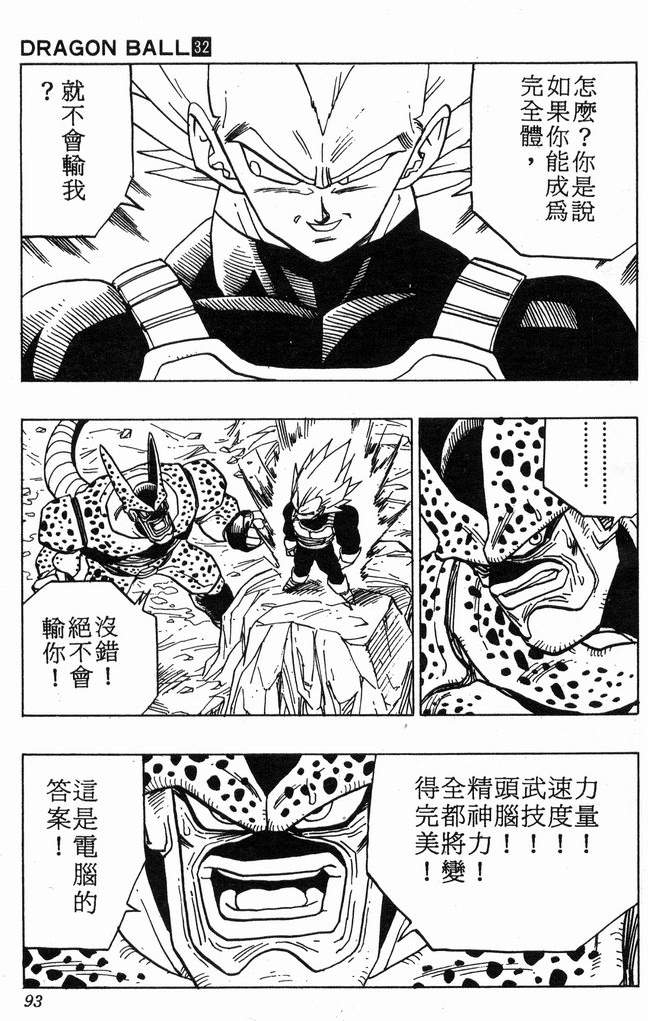 DRAGON BALL 32
怎麼？你是說
如果你能成爲
完全體，
就不會輸我
？
…………
沒錯！
絕不會
輸你！
力量！
速度！
武技！
頭腦！
精神力！
全都將變
得完美！
這是電腦的
答案！
93